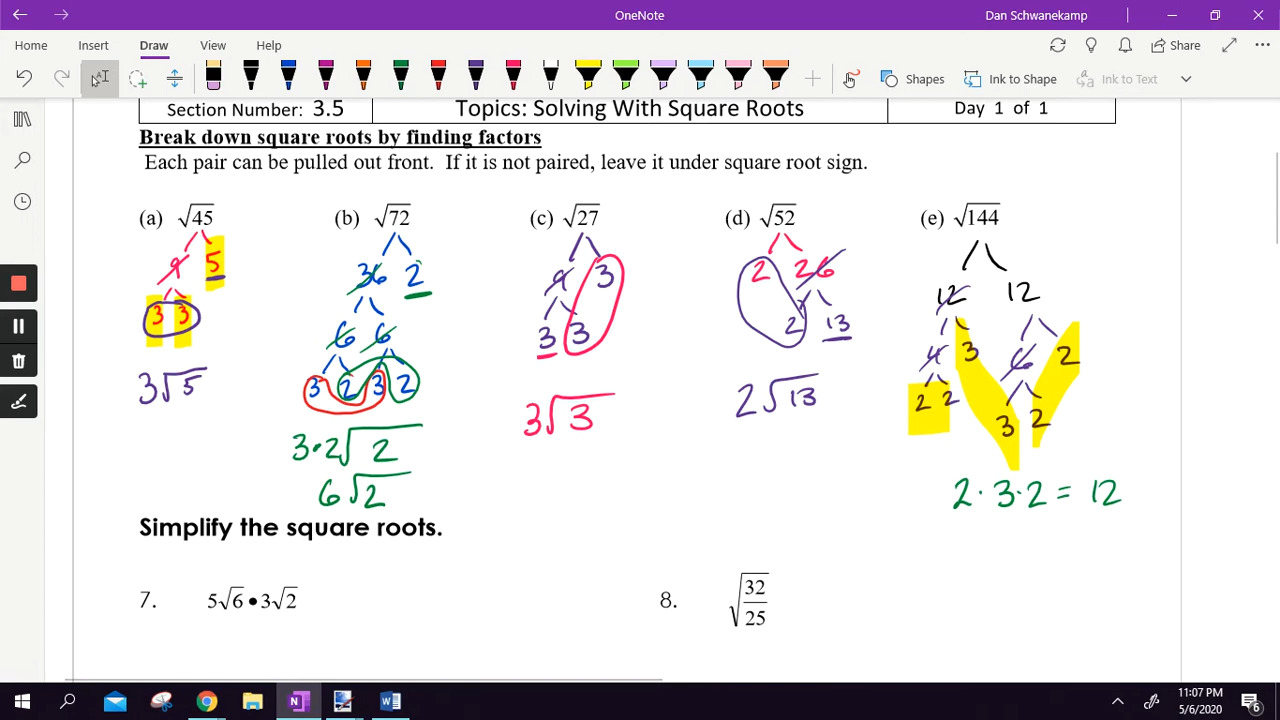 OneNote
Dan Schwanekamp
Home Insert Draw View Help
Share
Shapes Ink to Shape Ink to Text
Section Number: 3.5 Topics: Solving With Square Roots Day 1 of 1
Break down square roots by finding factors
Each pair can be pulled out front. If it is not paired, leave it under square root sign.
(a) √45 (b) √72 (c) √27 (d) √52 (e) √144
9 5 36 2 9 3 2 26 12 12
3 3 6 6 3 3 2 13 4 3 6 2
3 2 3 2 2 2 3 2
3√5 3·2√2 3√3 2√13
6√2 2·3·2 = 12
Simplify the square roots.
7. 5√6 • 3√2 8. √32/25
11:07 PM
5/6/2020
6